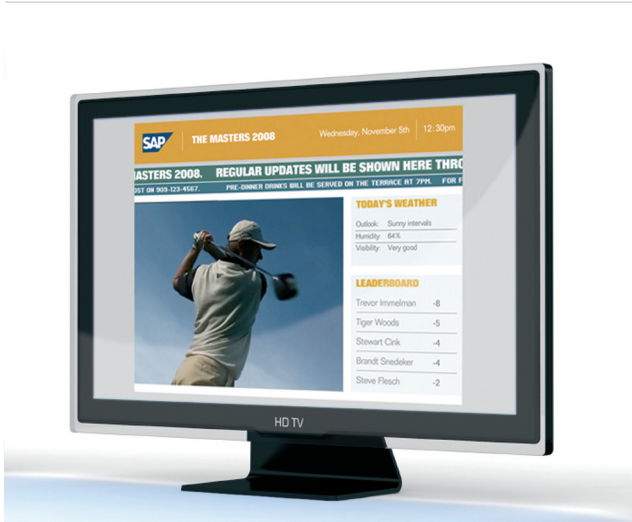 SAP
THE MASTERS 2008
Wednesday, November 5th
12:30pm
MASTERS 2008. REGULAR UPDATES WILL BE SHOWN HERE
909-123-4567. PRE-DINNER DRINKS WILL BE SERVED ON THE TERRACE AT 7PM. FOR
TODAY'S WEATHER
Outlook: Sunny intervals
Humidity: 64%
Visibility: Very good
LEADERBOARD
Trevor Immelman -8
Tiger Woods -5
Stewart Cink -4
Brandt Snedeker -4
Steve Flesch -2
HD TV